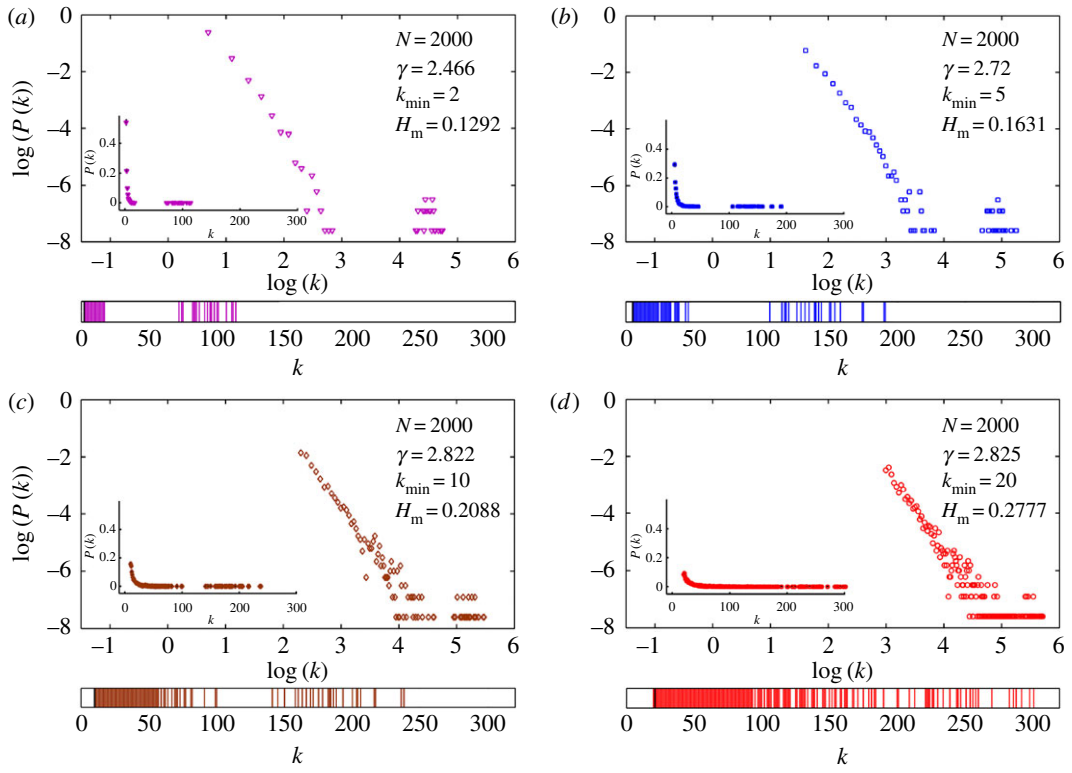 (a)
0
−2
−4
−6
−8
log (P (k))
N = 2000
γ = 2.466
k_min = 2
H_m = 0.1292
P (k)
0.4
0.2
0
0 100 200 300
k
−1 0 1 2 3 4 5 6
log (k)
0 50 100 150 200 250 300
k
(b)
0
−2
−4
−6
−8
N = 2000
γ = 2.72
k_min = 5
H_m = 0.1631
P (k)
0.4
0.2
0
0 100 200 300
k
−1 0 1 0 3 4 5 6
log (k)
0 50 100 150 200 250 300
k
(c)
0
−2
−4
−6
−8
log (P (k))
N = 2000
γ = 2.822
k_min = 10
H_m = 0.2088
P (k)
0.4
0.2
0
0 100 200 300
k
−1 0 1 2 3 4 5 6
log (k)
0 50 100 150 200 250 300
k
(d)
0
−2
−4
−6
−8
N = 2000
γ = 2.825
k_min = 20
H_m = 0.2777
P (k)
0.4
0.2
0
0 100 200 300
k
−1 0 1 2 3 4 5 6
log (k)
0 50 100 150 200 250 300
k